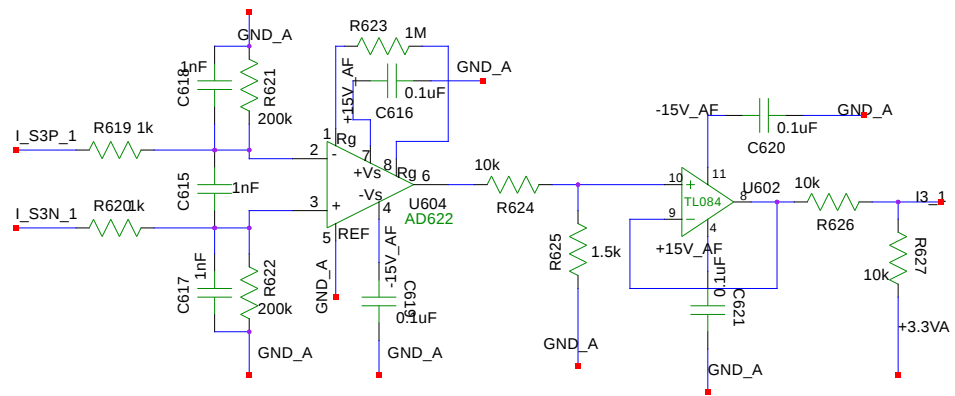 GND_A
R623
1M
1nF
C618
R621
200k
+15V_AF
GND_A
C616
0.1uF
-15V_AF
GND_A
0.1uF
C620
I_S3P_1
R619 1k
1
Rg
2
-
7
+Vs
8
Rg
6
10k
R624
10
+
11
TL084
U602
8
10k
R626
I3_1
C615
1nF
I_S3N_1
R620
1k
3
+
-Vs
4
U604
AD622
5
REF
9
-
4
+15V_AF
R625
1.5k
R627
10k
1nF
C617
R622
200k
GND_A
-15V_AF
C619
0.1uF
0.1uF
C621
GND_A
+3.3VA
GND_A
GND_A
GND_A